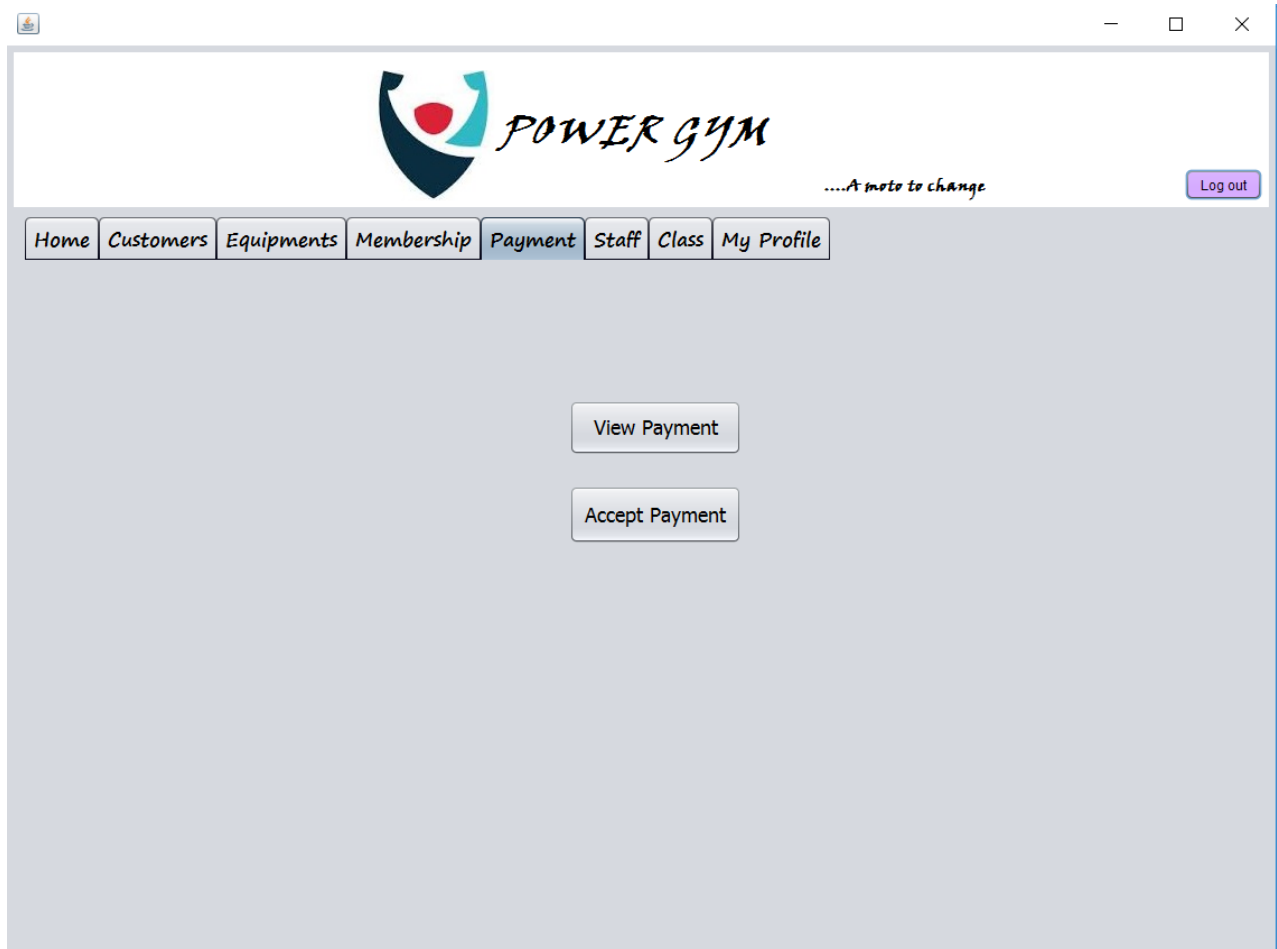 POWER GYM
....A moto to change
Log out
Home Customers Equipments Membership Payment Staff Class My Profile
View Payment
Accept Payment